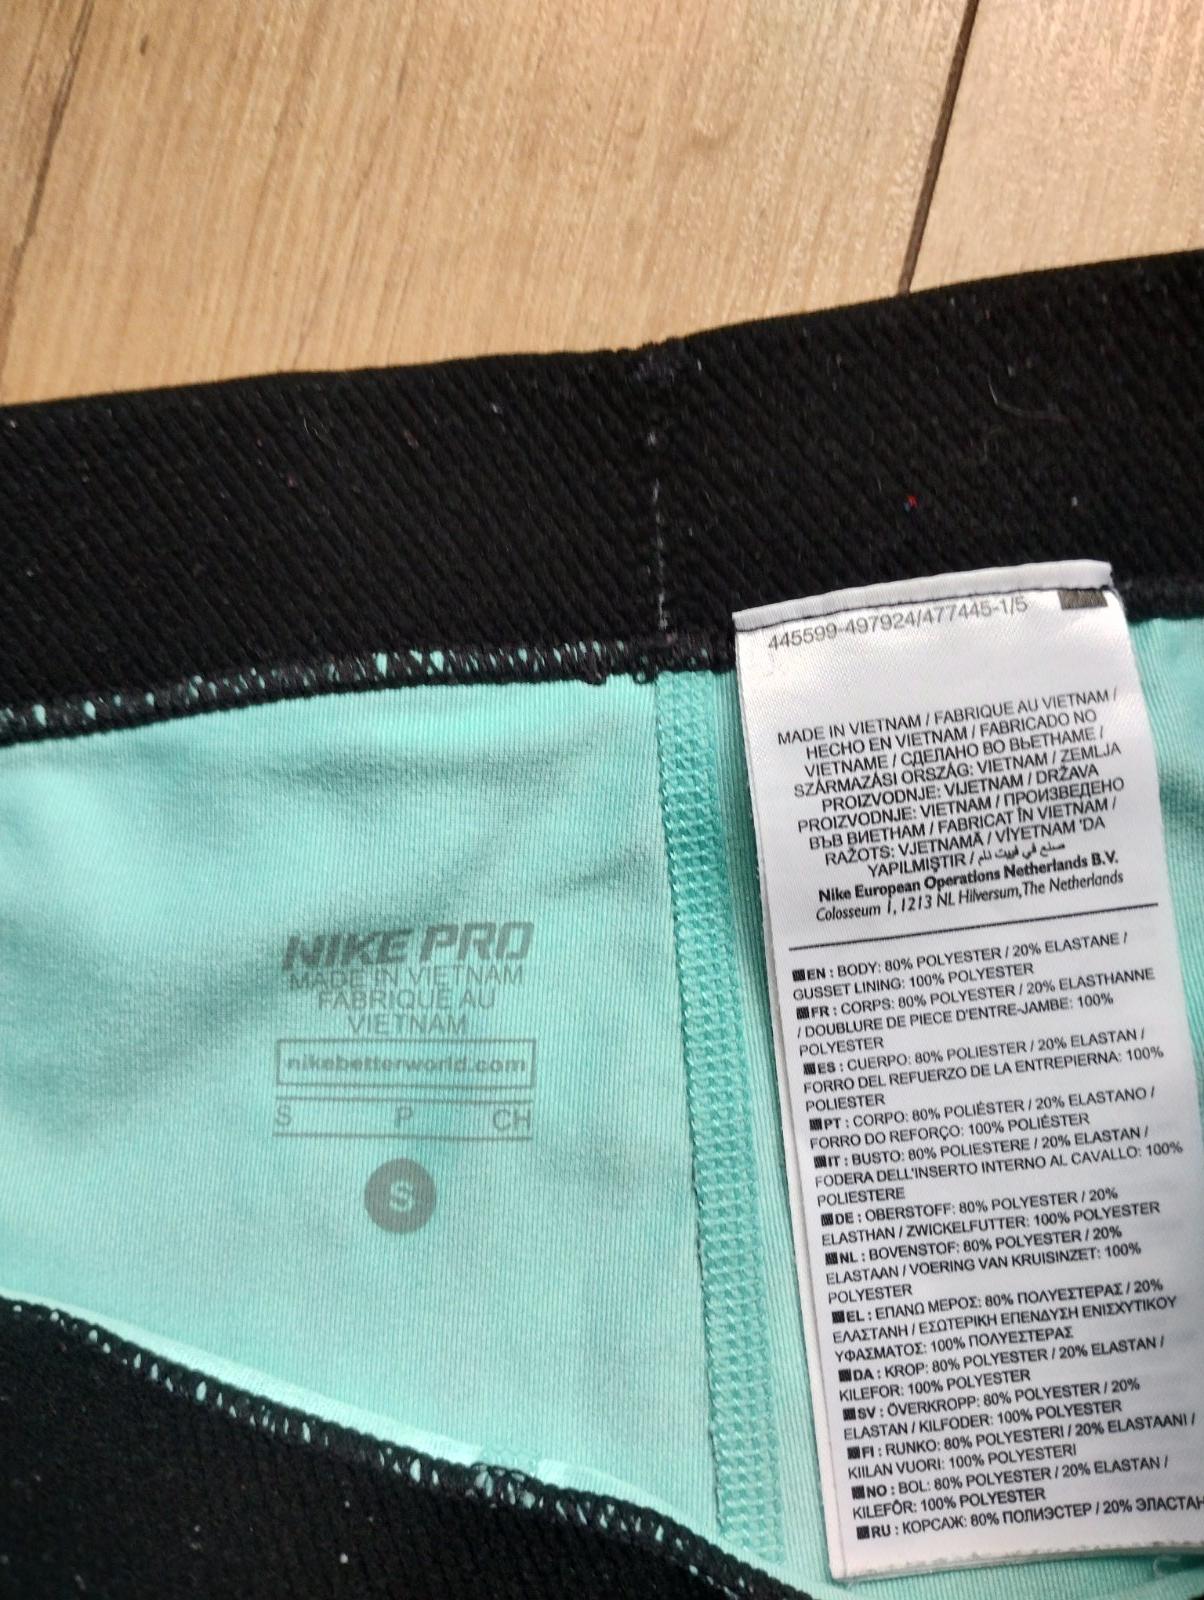 NIKE PRO
MADE IN VIETNAM
FABRIQUE AU
VIETNAM
nikebetterworld.com
S P CH
S
445599-497924/477445-1/5
MADE IN VIETNAM / FABRIQUE AU VIETNAM /
HECHO EN VIETNAM / FABRICADO NO
VIETNAME / СДЕЛАНО ВО ВЬЕТНАМЕ /
SZÁRMAZÁSI ORSZÁG: VIETNAM / ZEMLJA
PROIZVODNJE: VIJETNAM / DRŽAVA
PROIZVODNJE: VIETNAM / ПРОИЗВЕДЕНО
ВЪВ ВИЕТНАМ / FABRICAT ÎN VIETNAM /
RAŽOTS: VJETNAMĀ / VİYETNAM 'DA
YAPILMIŞTIR / صنع في فييت نام
Nike European Operations Netherlands B.V.
Colosseum 1, 1213 NL Hilversum, The Netherlands
EN : BODY: 80% POLYESTER / 20% ELASTANE /
GUSSET LINING: 100% POLYESTER
FR : CORPS: 80% POLYESTER / 20% ELASTHANNE
/ DOUBLURE DE PIECE D'ENTRE-JAMBE: 100%
POLYESTER
ES : CUERPO: 80% POLIESTER / 20% ELASTAN /
FORRO DEL REFUERZO DE LA ENTREPIERNA: 100%
POLIESTER
PT : CORPO: 80% POLIÉSTER / 20% ELASTANO /
FORRO DO REFORÇO: 100% POLIÉSTER
IT : BUSTO: 80% POLIESTERE / 20% ELASTAN /
FODERA DELL'INSERTO INTERNO AL CAVALLO: 100%
POLIESTERE
DE : OBERSTOFF: 80% POLYESTER / 20%
ELASTHAN / ZWICKELFUTTER: 100% POLYESTER
NL : BOVENSTOF: 80% POLYESTER / 20%
ELASTAAN / VOERING VAN KRUISINZET: 100%
POLYESTER
EL : ΕΠΑΝΩ ΜΕΡΟΣ: 80% ΠΟΛΥΕΣΤΕΡΑΣ / 20%
ΕΛΑΣΤΑΝΗ / ΕΣΩΤΕΡΙΚΗ ΕΠΕΝΔΥΣΗ ΕΝΙΣΧΥΤΙΚΟΥ
ΥΦΑΣΜΑΤΟΣ: 100% ΠΟΛΥΕΣΤΕΡΑΣ
DA : KROP: 80% POLYESTER / 20% ELASTAN /
KILEFOR: 100% POLYESTER
SV : ÖVERKROPP: 80% POLYESTER / 20%
ELASTAN / KILFODER: 100% POLYESTER
FI : RUNKO: 80% POLYESTERI / 20% ELASTAANI /
KIILAN VUORI: 100% POLYESTERI
NO : BOL: 80% POLYESTER / 20% ELASTAN /
KILEFÔR: 100% POLYESTER
RU : КОРСАЖ: 80% ПОЛИЭСТЕР / 20% ЭЛАСТАН